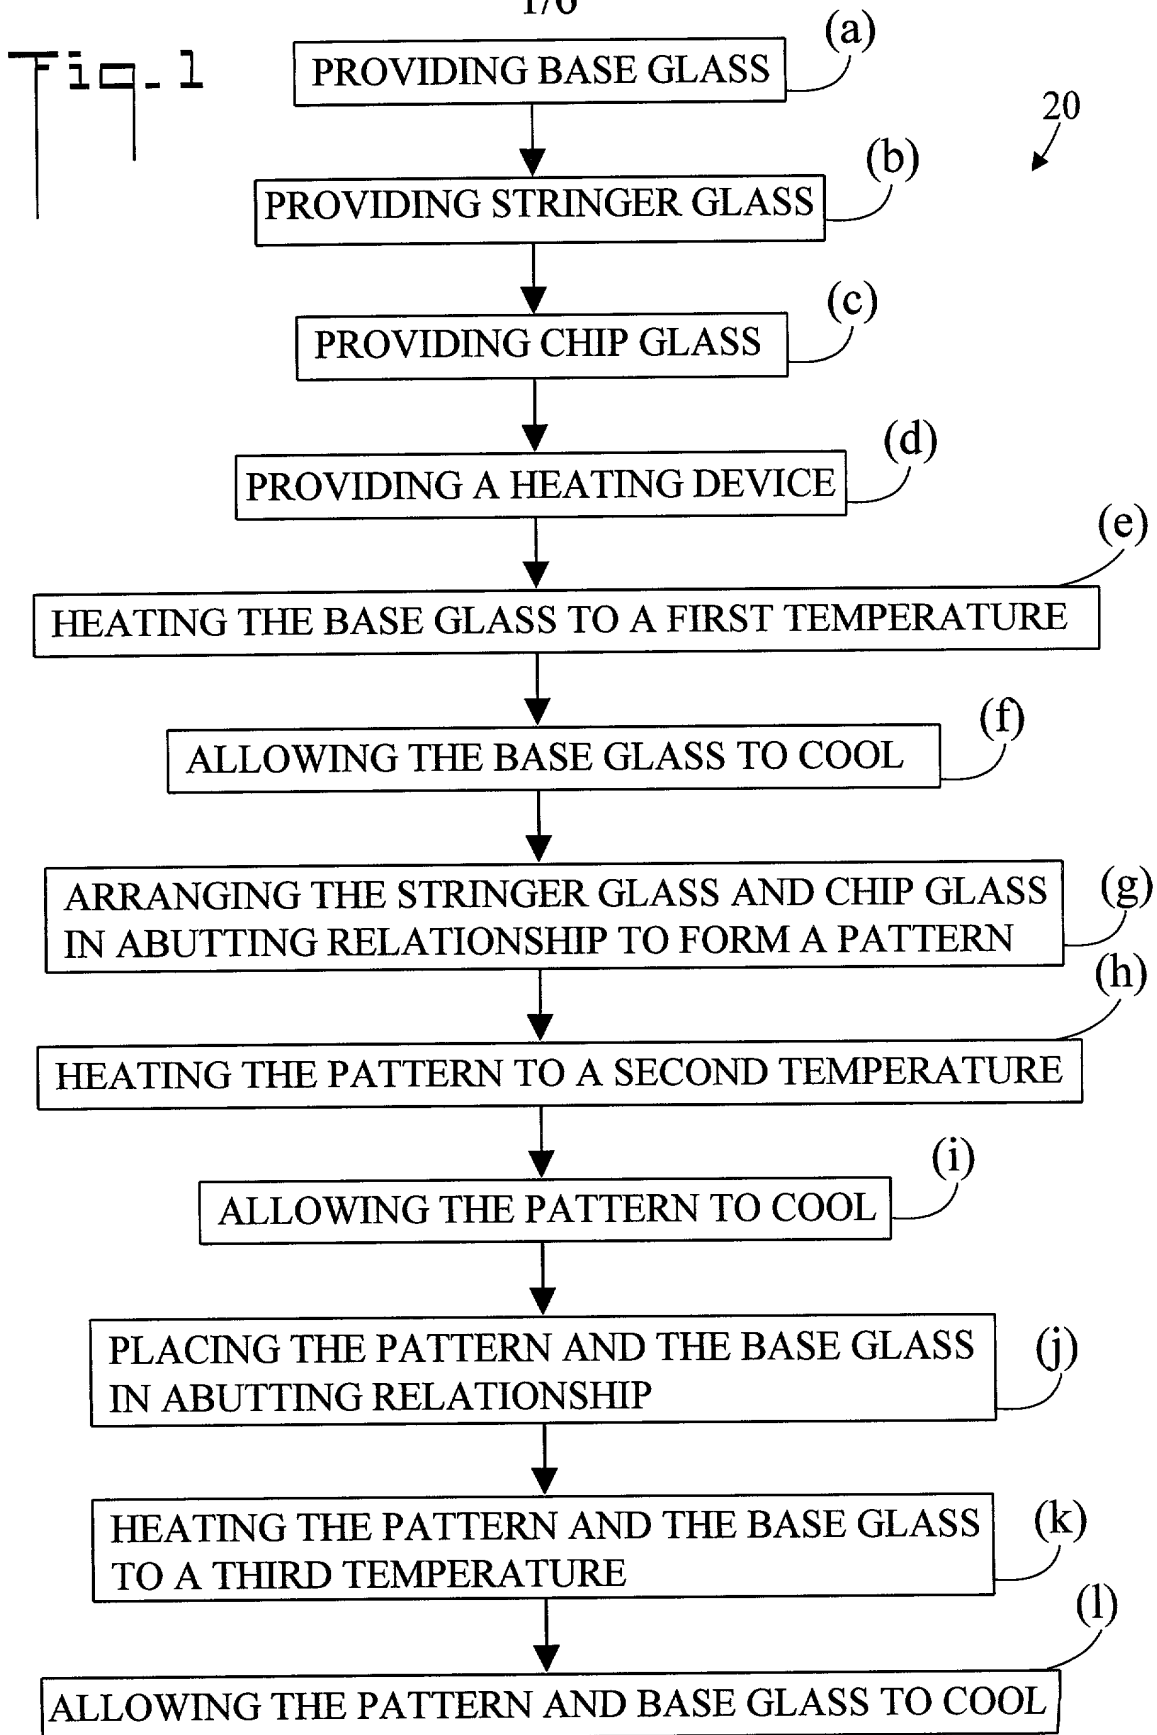 1/6
Fig. 1
PROVIDING BASE GLASS
(a)
20
PROVIDING STRINGER GLASS
(b)
PROVIDING CHIP GLASS
(c)
PROVIDING A HEATING DEVICE
(d)
HEATING THE BASE GLASS TO A FIRST TEMPERATURE
(e)
ALLOWING THE BASE GLASS TO COOL
(f)
ARRANGING THE STRINGER GLASS AND CHIP GLASS
IN ABUTTING RELATIONSHIP TO FORM A PATTERN
(g)
HEATING THE PATTERN TO A SECOND TEMPERATURE
(h)
ALLOWING THE PATTERN TO COOL
(i)
PLACING THE PATTERN AND THE BASE GLASS
IN ABUTTING RELATIONSHIP
(j)
HEATING THE PATTERN AND THE BASE GLASS
TO A THIRD TEMPERATURE
(k)
ALLOWING THE PATTERN AND BASE GLASS TO COOL
(l)